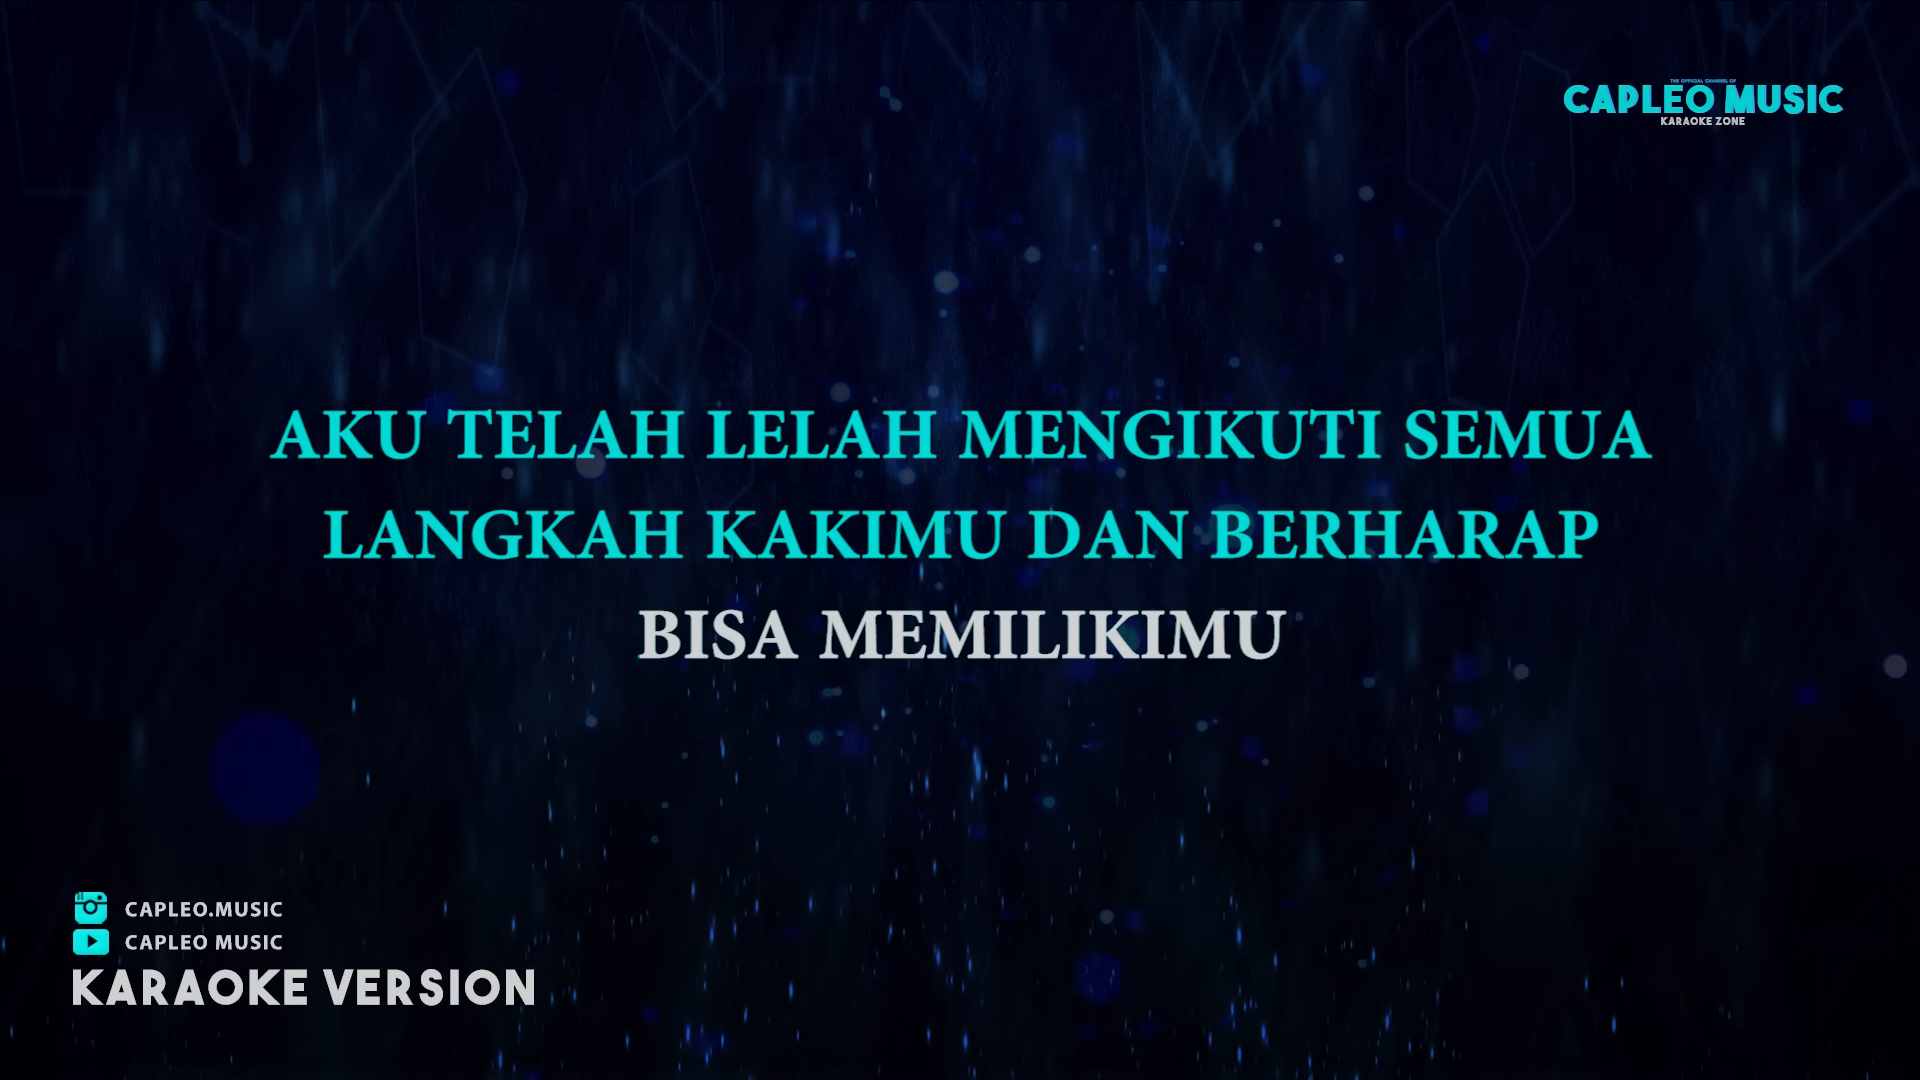 THE OFFICIAL CHANNEL OF
CAPLEO MUSIC
KARAOKE ZONE
AKU TELAH LELAH MENGIKUTI SEMUA
LANGKAH KAKIMU DAN BERHARAP
BISA MEMILIKIMU
CAPLEO.MUSIC
CAPLEO MUSIC
KARAOKE VERSION